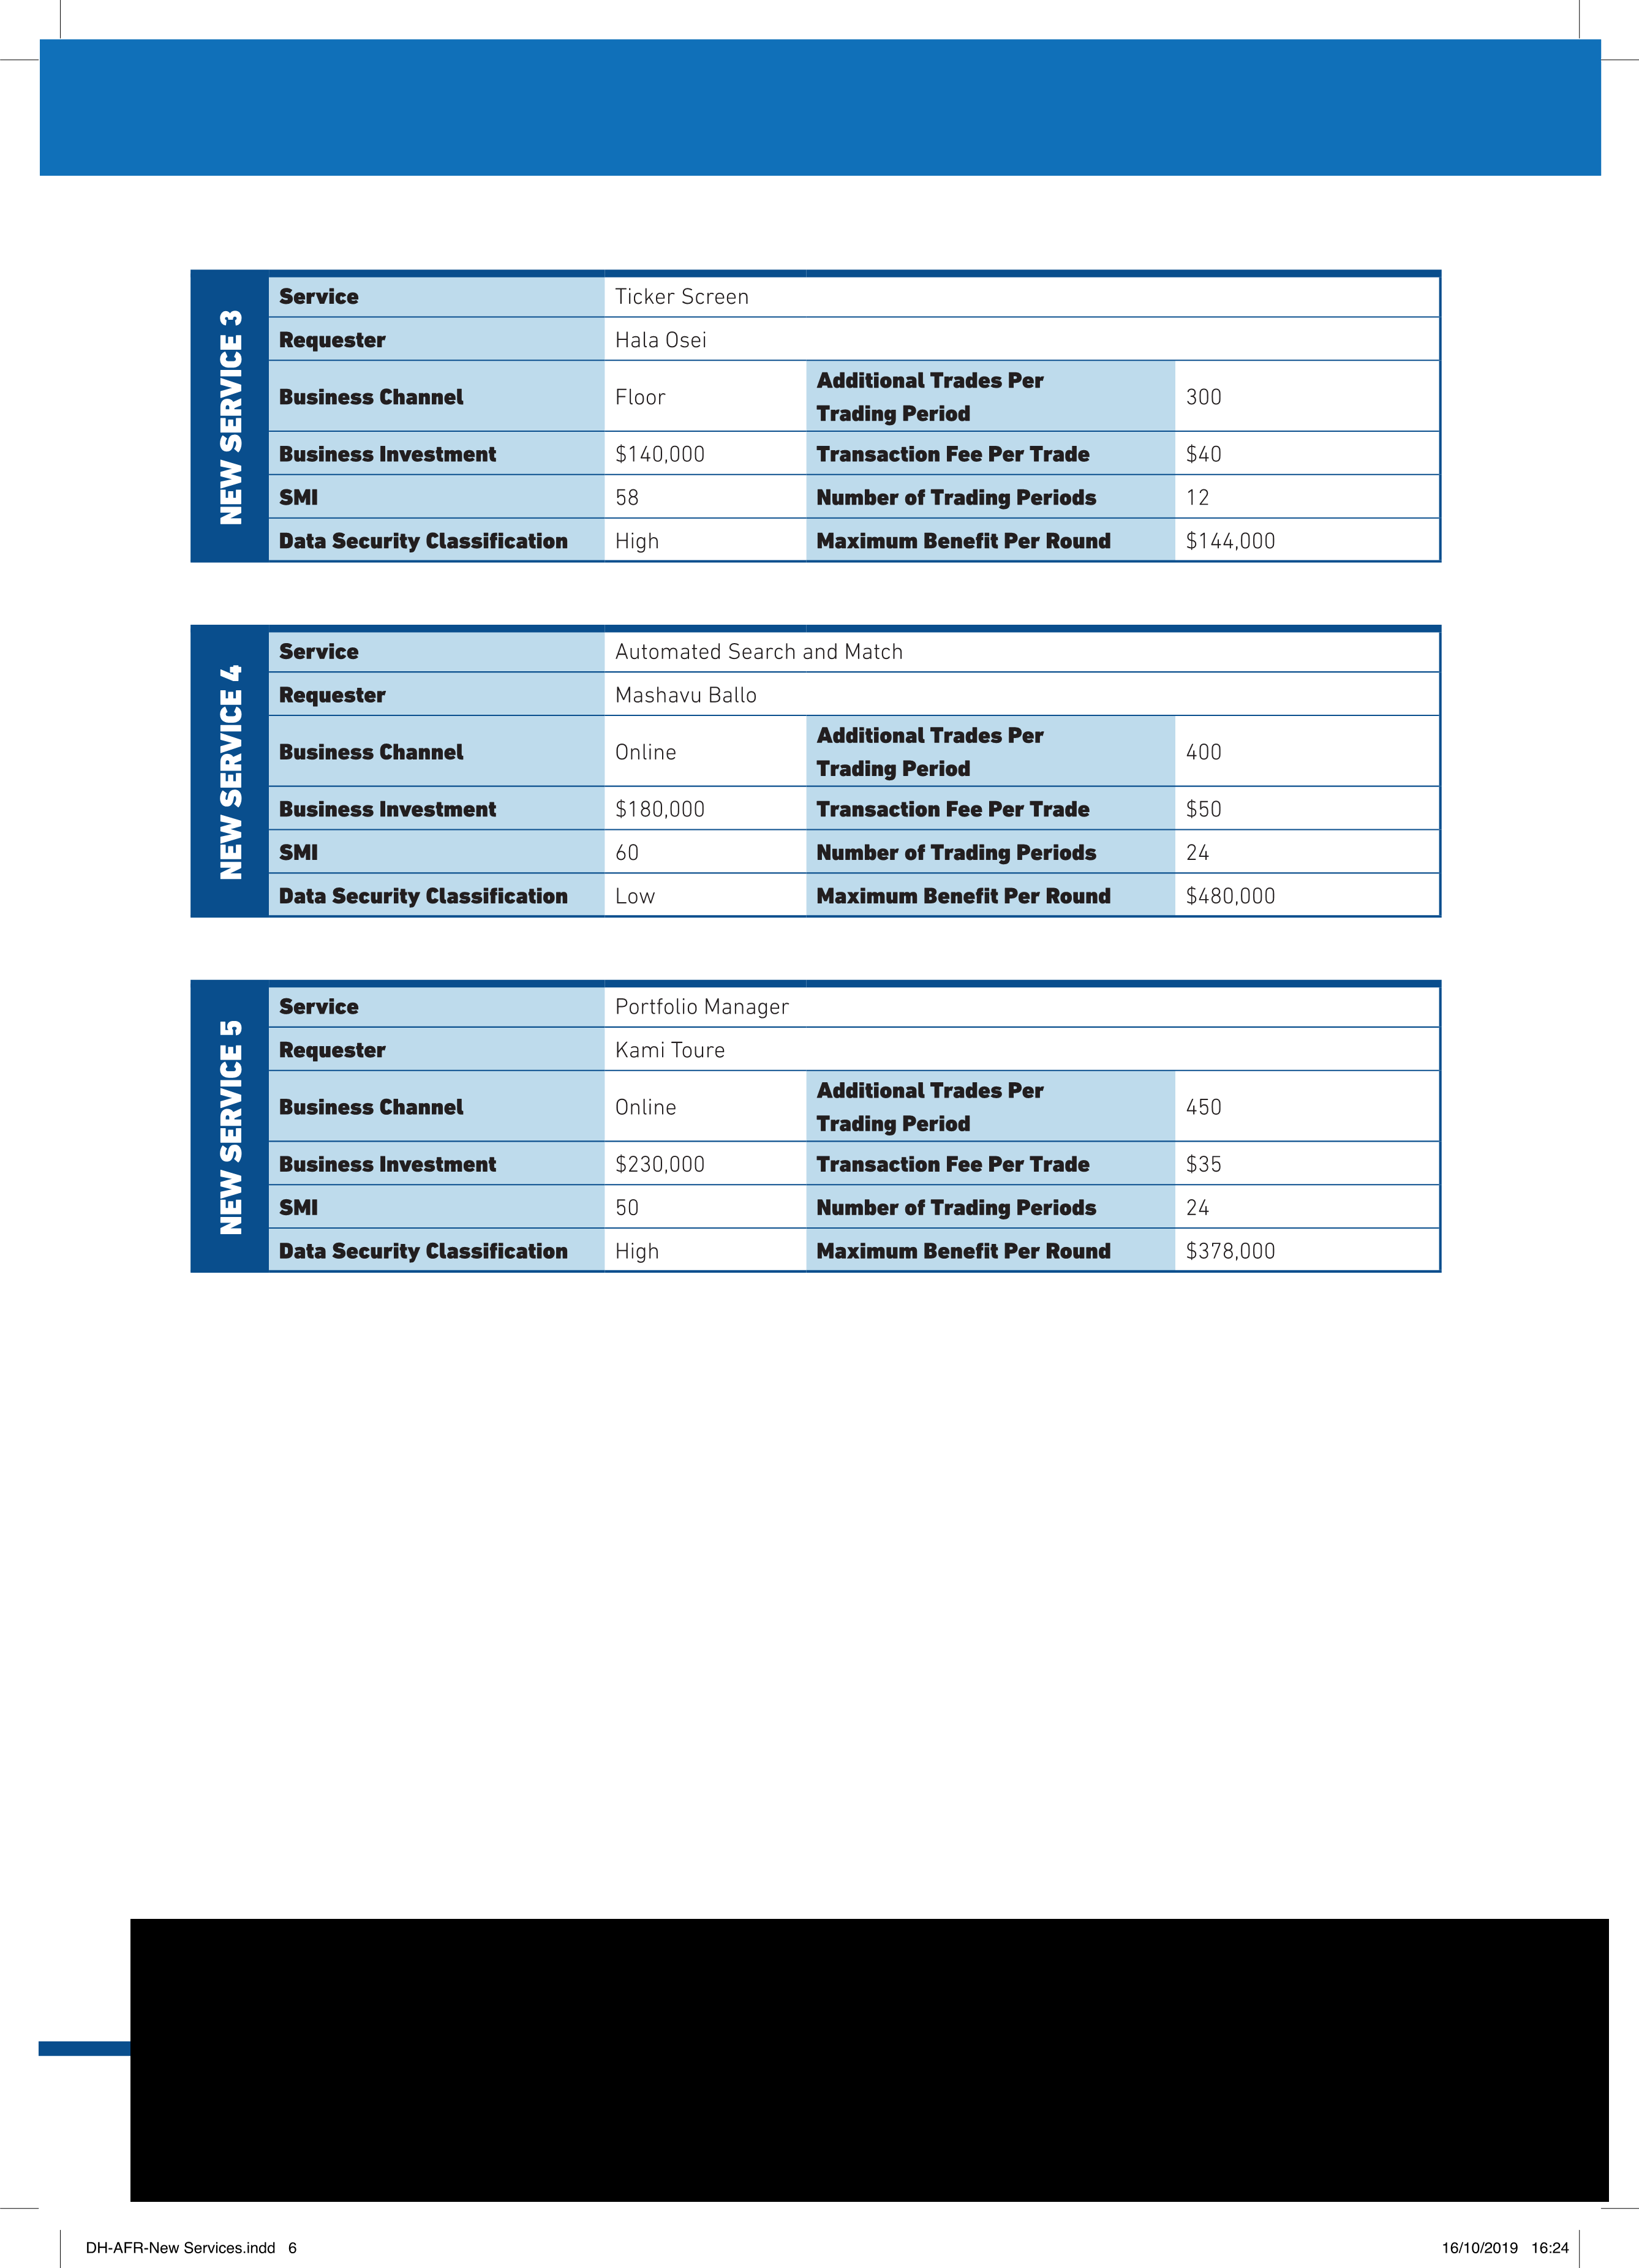 NEW SERVICE 3
Service Ticker Screen
Requester Hala Osei
Business Channel Floor Additional Trades Per
Trading Period 300
Business Investment $140,000 Transaction Fee Per Trade $40
SMI 58 Number of Trading Periods 12
Data Security Classification High Maximum Benefit Per Round $144,000
NEW SERVICE 4
Service Automated Search and Match
Requester Mashavu Ballo
Business Channel Online Additional Trades Per
Trading Period 400
Business Investment $180,000 Transaction Fee Per Trade $50
SMI 60 Number of Trading Periods 24
Data Security Classification Low Maximum Benefit Per Round $480,000
NEW SERVICE 5
Service Portfolio Manager
Requester Kami Toure
Business Channel Online Additional Trades Per
Trading Period 450
Business Investment $230,000 Transaction Fee Per Trade $35
SMI 50 Number of Trading Periods 24
Data Security Classification High Maximum Benefit Per Round $378,000
DH-AFR-New Services.indd 6 16/10/2019 16:24